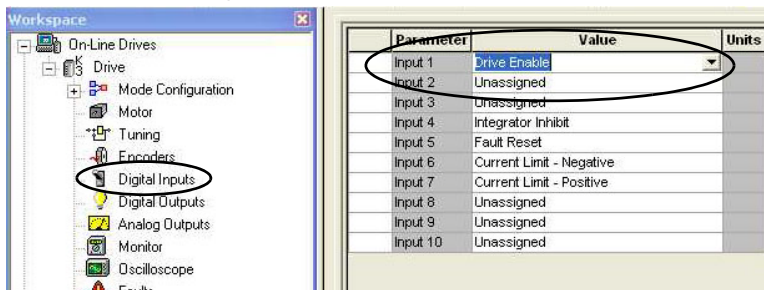 Workspace
On-Line Drives
Drive
Mode Configuration
Motor
Tuning
Encoders
Digital Inputs
Digital Outputs
Analog Outputs
Monitor
Oscilloscope
Faults
Parameter Value Units
Input 1 Drive Enable
Input 2 Unassigned
Input 3 Unassigned
Input 4 Integrator Inhibit
Input 5 Fault Reset
Input 6 Current Limit - Negative
Input 7 Current Limit - Positive
Input 8 Unassigned
Input 9 Unassigned
Input 10 Unassigned